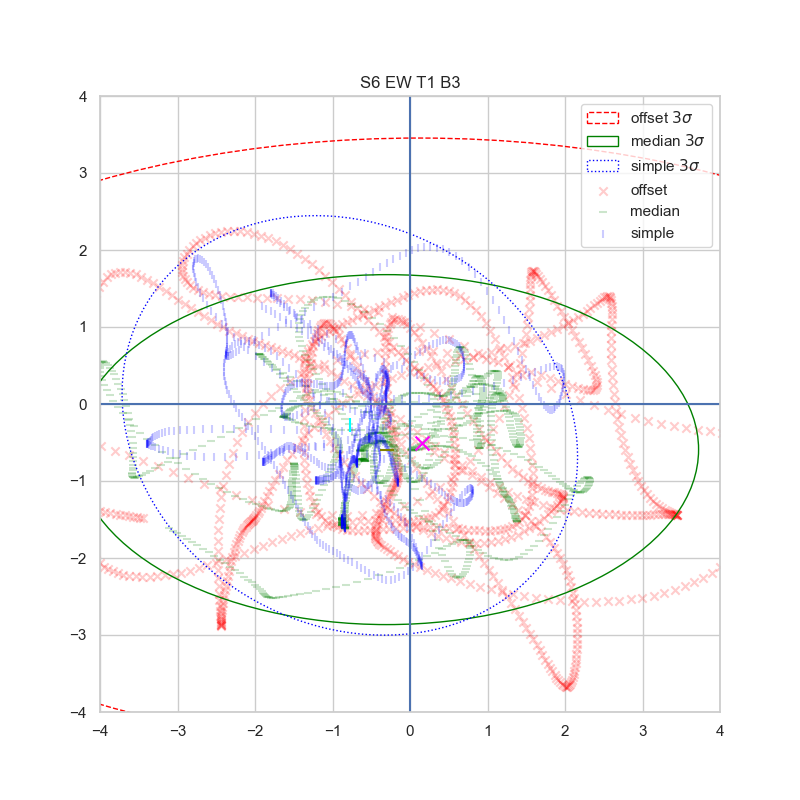 S6 EW T1 B3
offset 3σ
median 3σ
simple 3σ
offset
median
simple
4
3
2
1
0
−1
−2
−3
−4
−4 −3 −2 −1 0 1 2 3 4